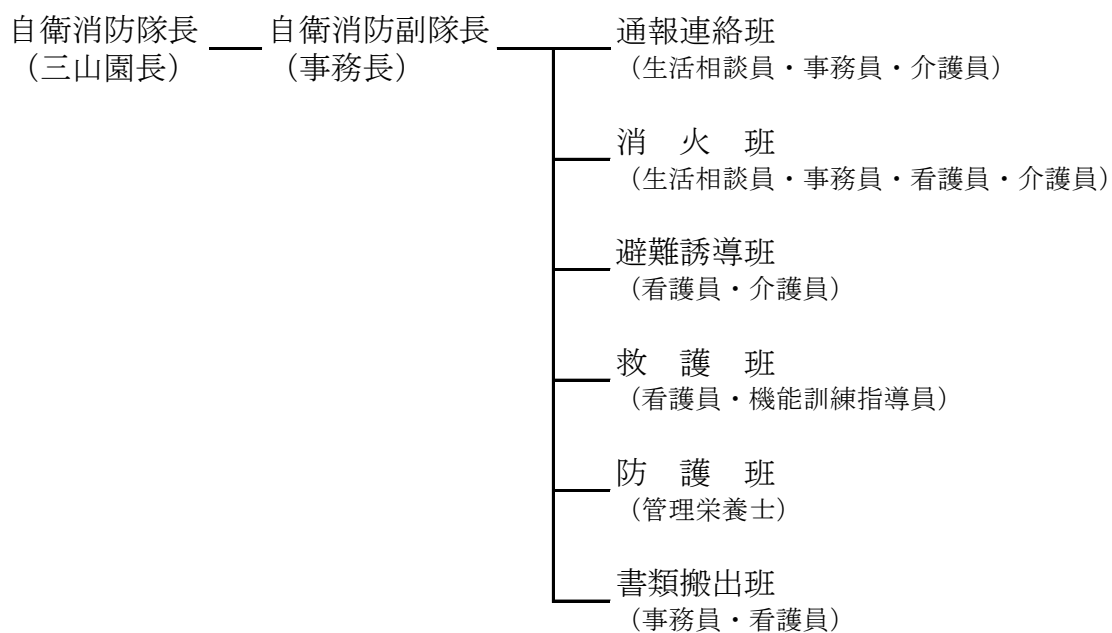 自衛消防隊長
(三山園長)
自衛消防副隊長
(事務長)
通報連絡班
(生活相談員・事務員・介護員)
消 火 班
(生活相談員・事務員・看護員・介護員)
避難誘導班
(看護員・介護員)
救 護 班
(看護員・機能訓練指導員)
防 護 班
(管理栄養士)
書類搬出班
(事務員・看護員)